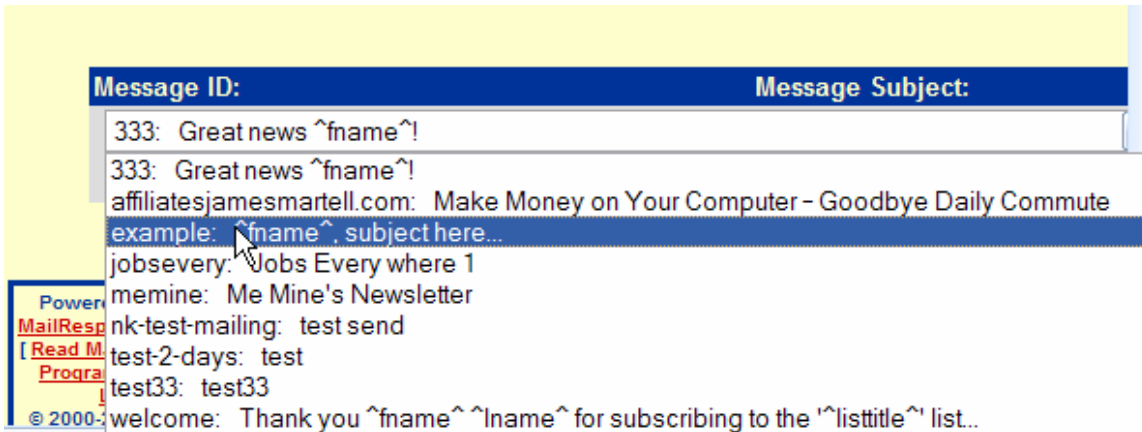 Message ID: Message Subject:
333: Great news ^fname^!
333: Great news ^fname^!
affiliatesjamesmartell.com: Make Money on Your Computer - Goodbye Daily Commute
example: ^fname^, subject here...
jobsevery: Jobs Every where 1
memine: Me Mine's Newsletter
nk-test-mailing: test send
test-2-days: test
test33: test33
welcome: Thank you ^fname^ ^lname^ for subscribing to the '^listtitle^' list...
Power
MailResp
[ Read M
Progra
© 2000-